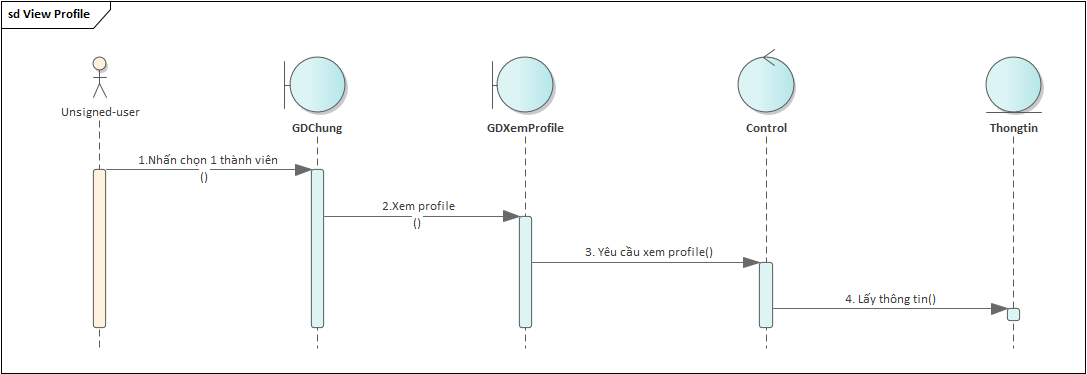 sd View Profile
Unsigned-user
GDChung
GDXemProfile
Control
Thongtin
1.Nhấn chọn 1 thành viên
()
2.Xem profile
()
3. Yêu cầu xem profile()
4. Lấy thông tin()